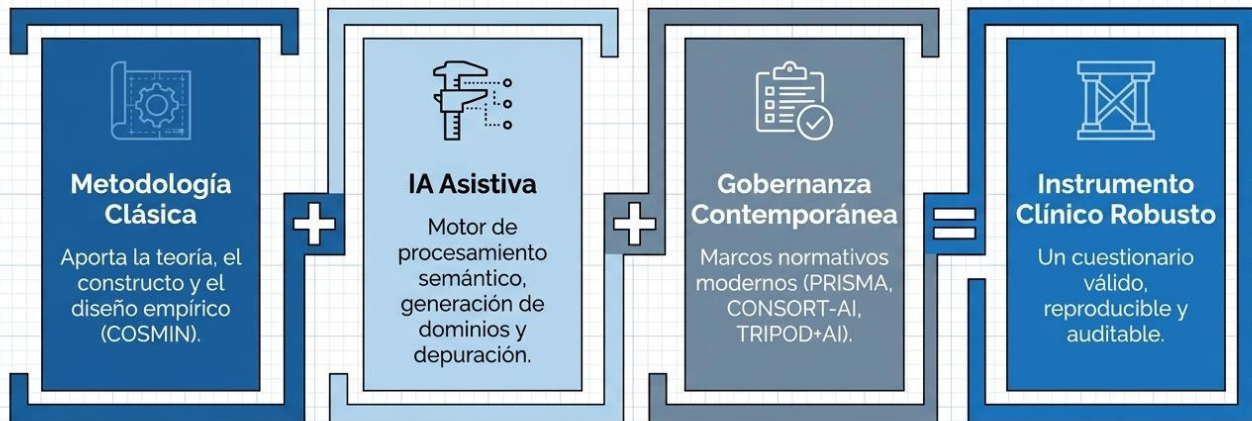 Metodología
Clásica
Aporta la teoría, el
constructo y el
diseño empírico
(COSMIN).
+
IA Asistiva
Motor de
procesamiento
semántico,
generación de
dominios y
depuración.
+
Gobernanza
Contemporánea
Marcos normativos
modernos (PRISMA,
CONSORT-AI,
TRIPOD+AI).
=
Instrumento
Clínico Robusto
Un cuestionario
válido,
reproducible y
auditable.